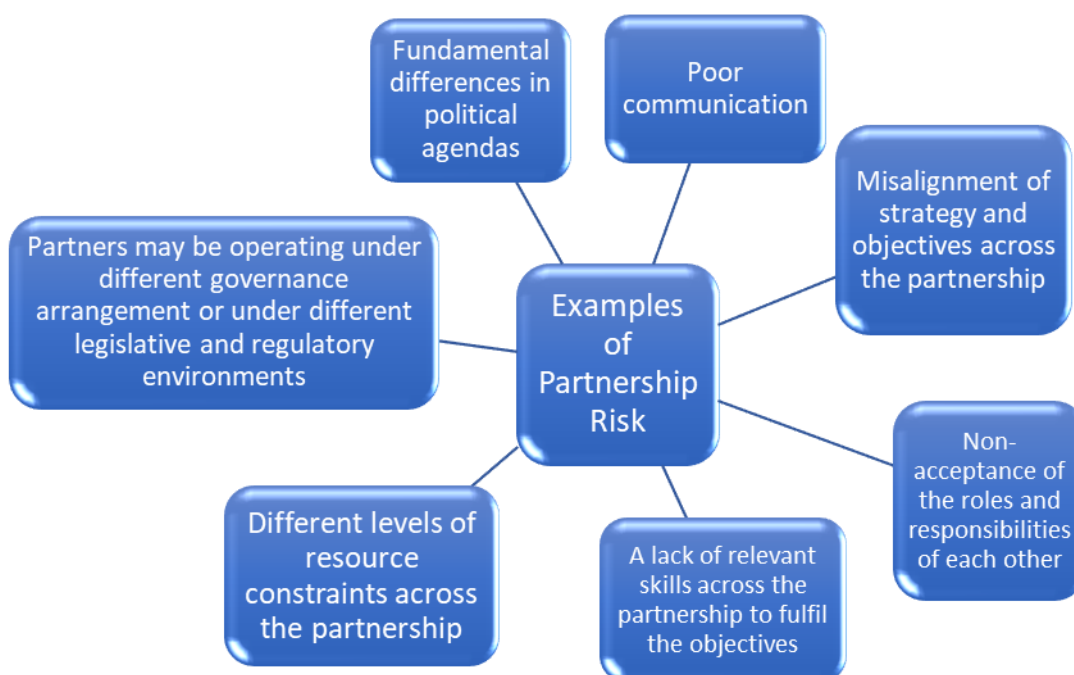 Fundamental
differences in
political
agendas
Poor
communication
Misalignment of
strategy and
objectives across
the partnership
Partners may be operating under
different governance
arrangement or under different
legislative and regulatory
environments
Examples
of
Partnership
Risk
Non-
acceptance of
the roles and
responsibilities
of each other
Different levels of
resource
constraints across
the partnership
A lack of relevant
skills across the
partnership to fulfil
the objectives